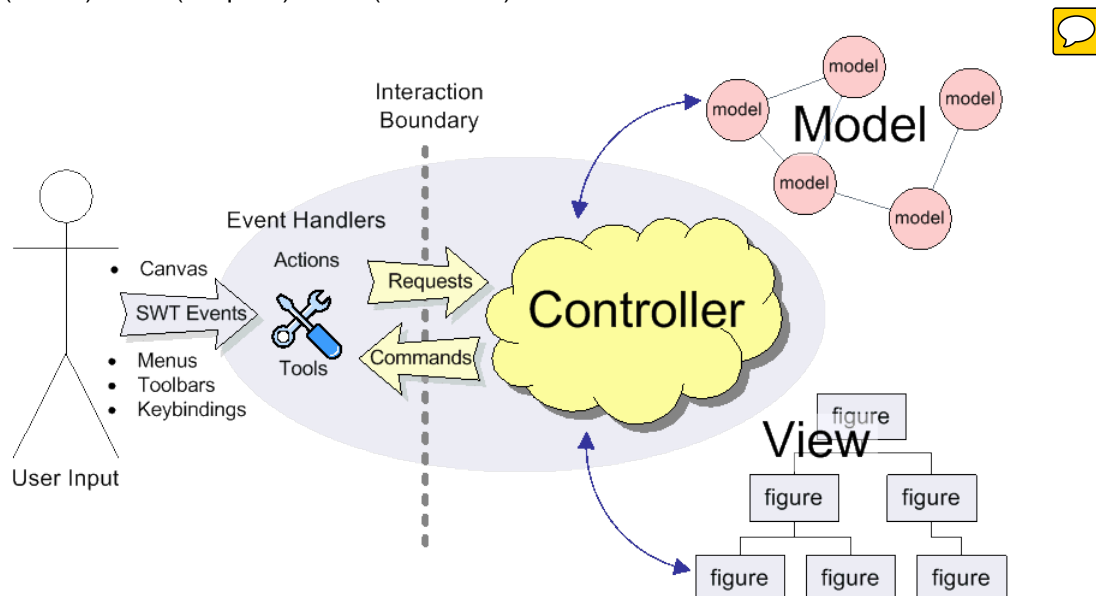 Interaction
Boundary
Event Handlers
Actions
Tools
• Canvas
SWT Events
• Menus
• Toolbars
• Keybindings
User Input
Requests
Commands
Controller
model
model
model
model
model
Model
View
figure
figure
figure
figure
figure
figure